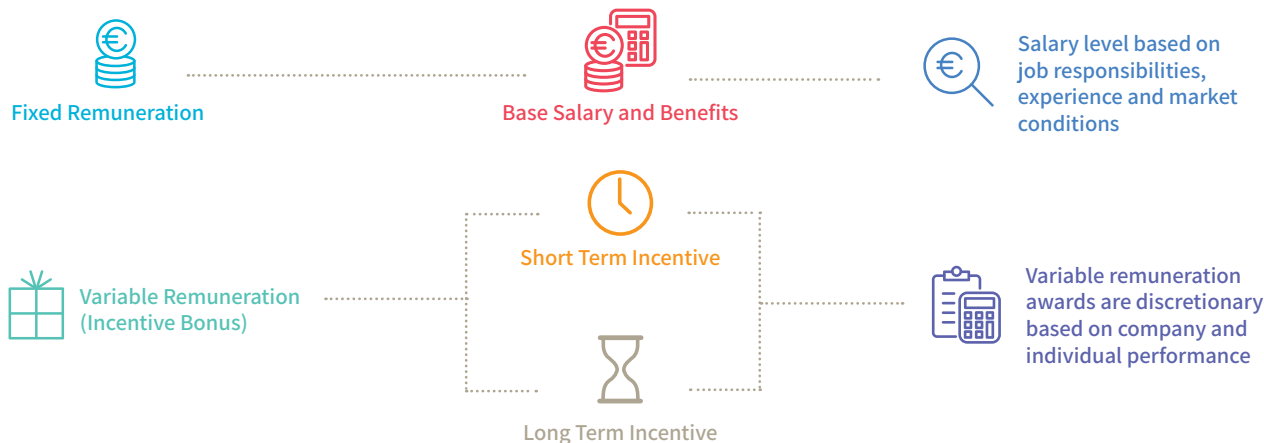 Fixed Remuneration
Base Salary and Benefits
Salary level based on
job responsibilities,
experience and market
conditions
Variable Remuneration
(Incentive Bonus)
Short Term Incentive
Long Term Incentive
Variable remuneration
awards are discretionary
based on company and
individual performance